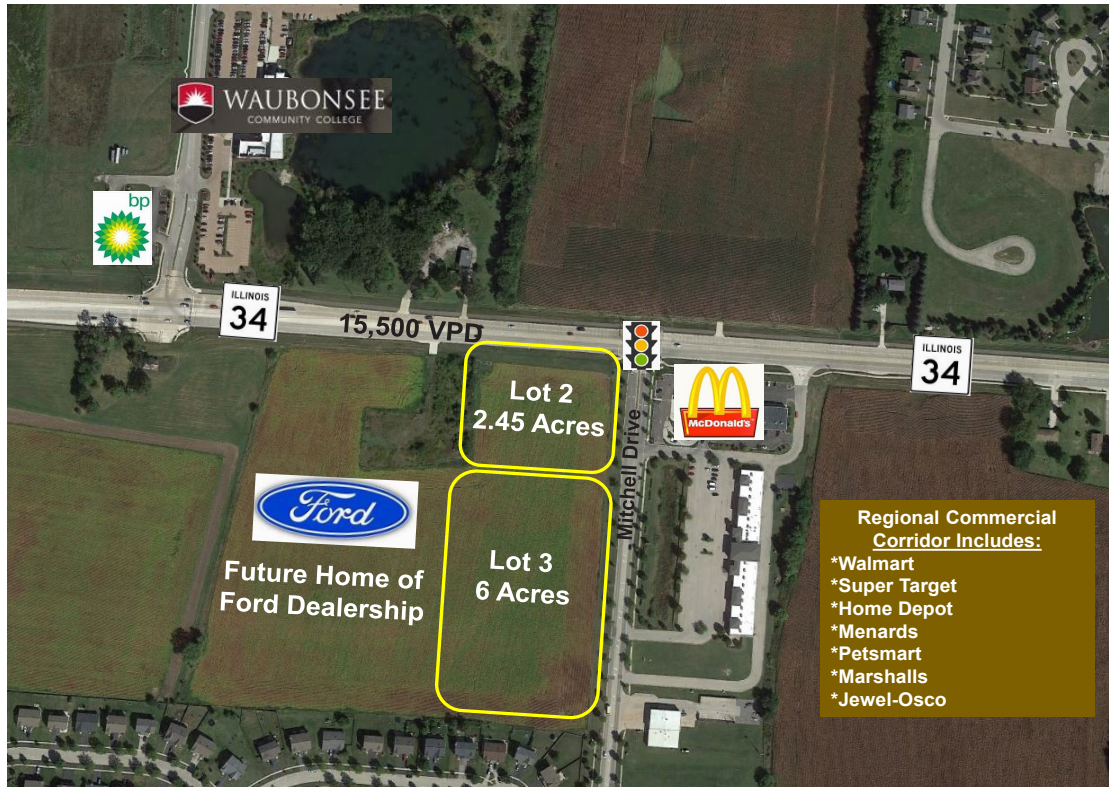 WAUBONSEE
COMMUNITY COLLEGE
bp
ILLINOIS
34
15,500 VPD
ILLINOIS
34
Lot 2
2.45 Acres
McDonald's
Mitchell Drive
Ford
Future Home of
Ford Dealership
Lot 3
6 Acres
Regional Commercial
Corridor Includes:
*Walmart
*Super Target
*Home Depot
*Menards
*Petsmart
*Marshalls
*Jewel-Osco